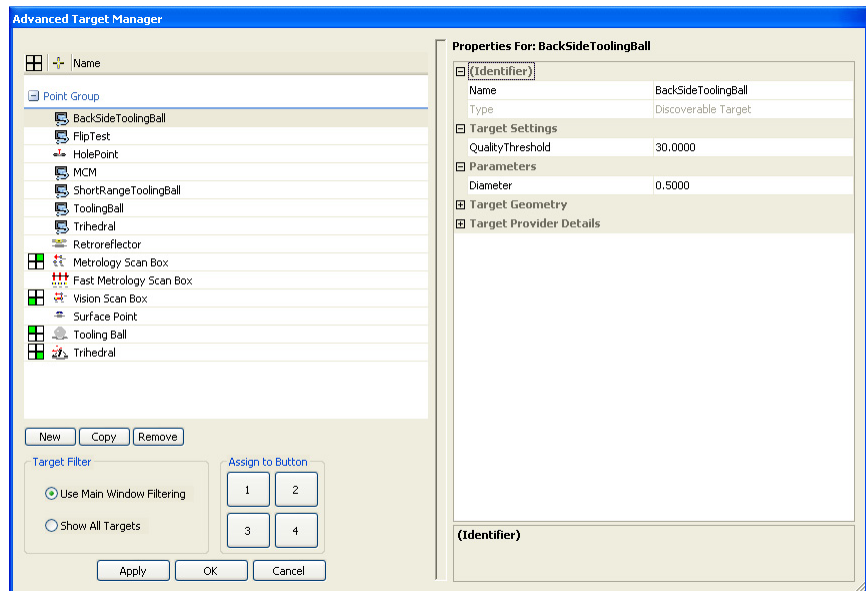 Advanced Target Manager
Name
Point Group
BackSideToolingBall
FlipTest
HolePoint
MCM
ShortRangeToolingBall
ToolingBall
Trihedral
Retroreflector
Metrology Scan Box
Fast Metrology Scan Box
Vision Scan Box
Surface Point
Tooling Ball
Trihedral
New Copy Remove
Target Filter
Use Main Window Filtering
Show All Targets
Assign to Button
1 2
3 4
Apply OK Cancel
Properties For: BackSideToolingBall
(Identifier)
Name BackSideToolingBall
Type Discoverable Target
Target Settings
QualityThreshold 30.0000
Parameters
Diameter 0.5000
Target Geometry
Target Provider Details
(Identifier)